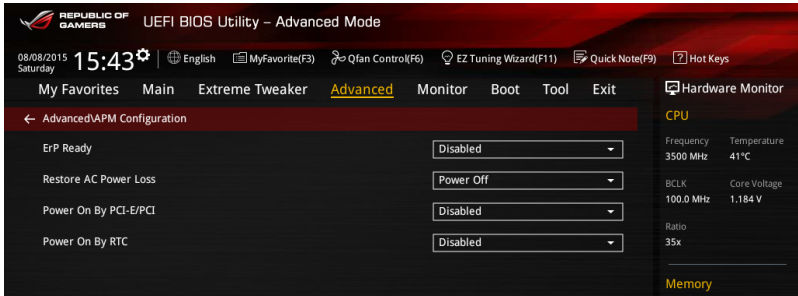 REPUBLIC OF
GAMERS
UEFI BIOS Utility – Advanced Mode
08/08/2015
Saturday
15:43
English
MyFavorite(F3)
Qfan Control(F6)
EZ Tuning Wizard(F11)
Quick Note(F9)
? Hot Keys
My Favorites Main Extreme Tweaker Advanced Monitor Boot Tool Exit
← Advanced\APM Configuration
ErP Ready Disabled
Restore AC Power Loss Power Off
Power On By PCI-E/PCI Disabled
Power On By RTC Disabled
Hardware Monitor
CPU
Frequency Temperature
3500 MHz 41°C
BCLK Core Voltage
100.0 MHz 1.184 V
Ratio
35x
Memory